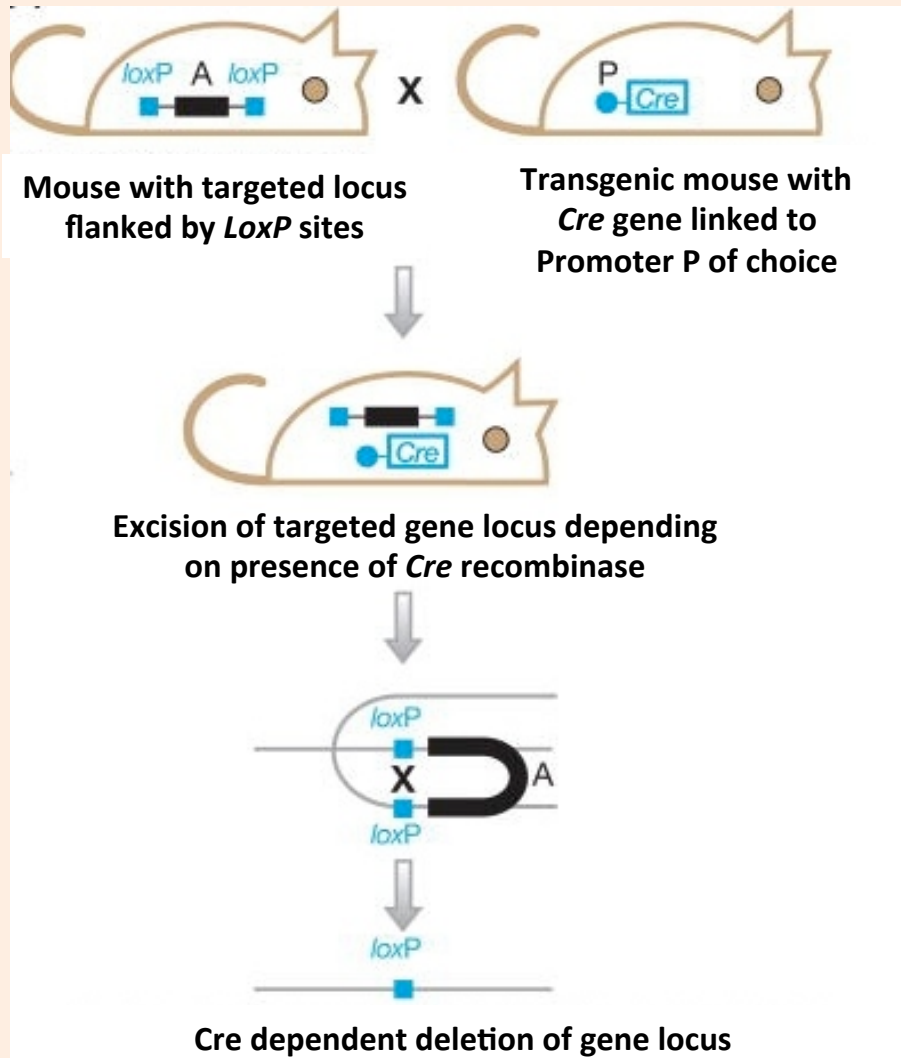 loxP A loxP
X
P
Cre
Mouse with targeted locus
flanked by LoxP sites
Transgenic mouse with
Cre gene linked to
Promoter P of choice
Cre
Excision of targeted gene locus depending
on presence of Cre recombinase
loxP
X
A
loxP
loxP
Cre dependent deletion of gene locus